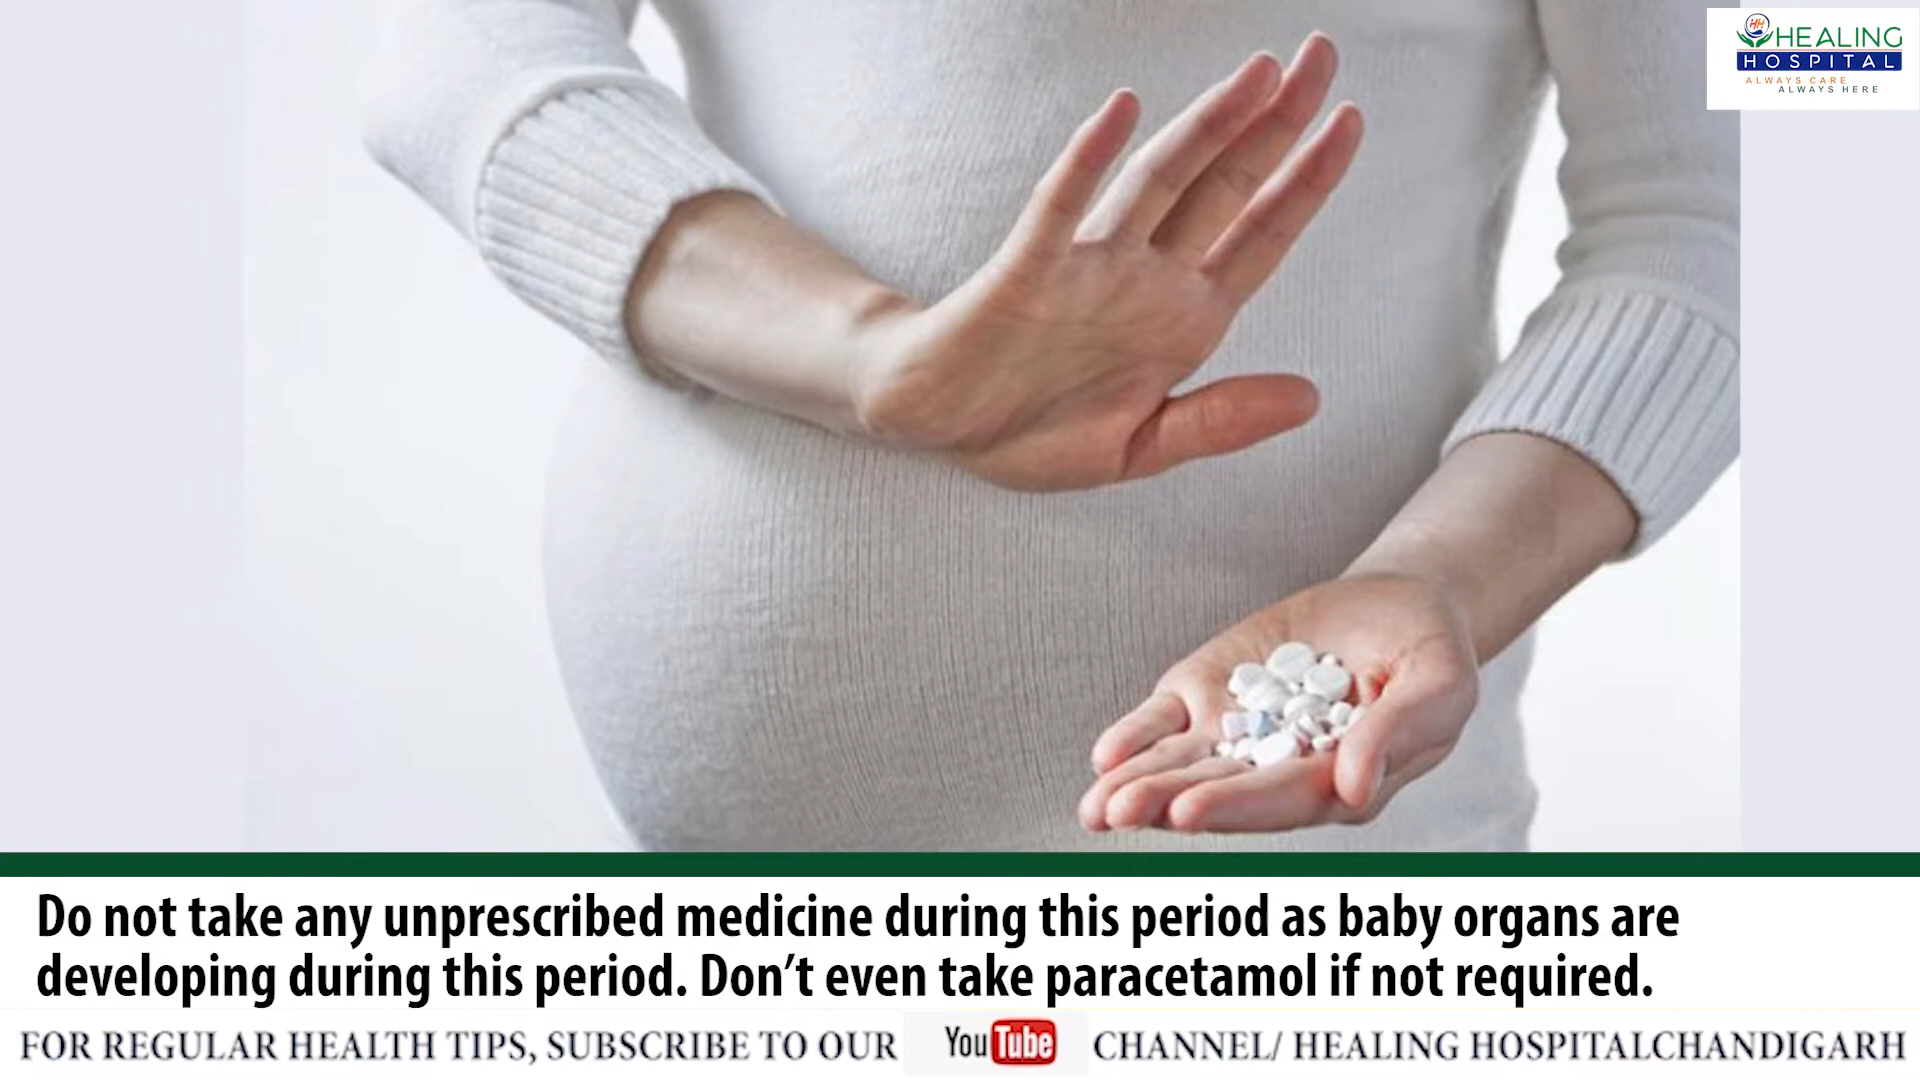 HEALING
HOSPITAL
ALWAYS CARE
ALWAYS HERE
Do not take any unprescribed medicine during this period as baby organs are
developing during this period. Don’t even take paracetamol if not required.
FOR REGULAR HEALTH TIPS, SUBSCRIBE TO OUR YouTube CHANNEL/ HEALING HOSPITALCHANDIGARH